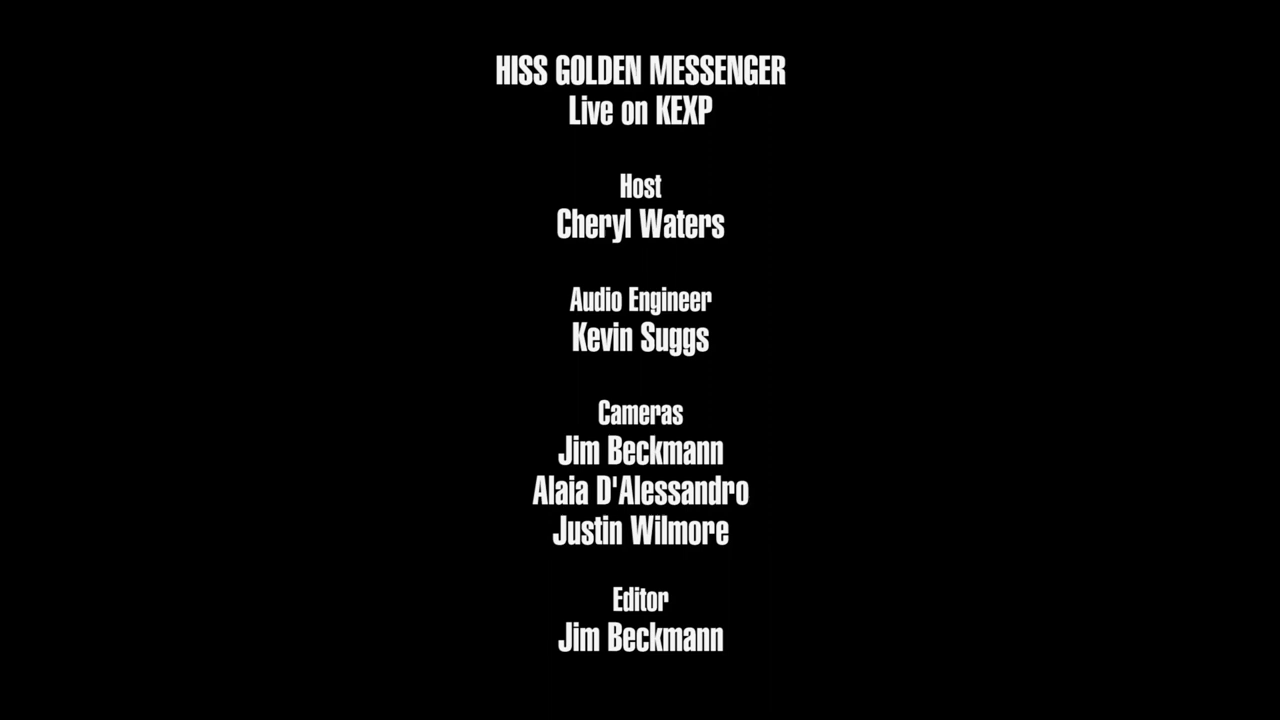 HISS GOLDEN MESSENGER
Live on KEXP
Host
Cheryl Waters
Audio Engineer
Kevin Suggs
Cameras
Jim Beckmann
Alaia D'Alessandro
Justin Wilmore
Editor
Jim Beckmann